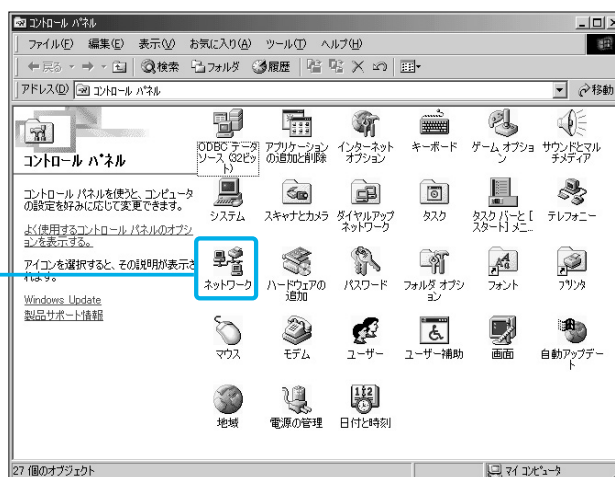 コントロール パネル
ファイル(F) 編集(E) 表示(V) お気に入り(A) ツール(T) ヘルプ(H)
戻る 検索 フォルダ 履歴
アドレス(D) コントロール パネル 移動
コントロール パネル
コントロール パネルを使うと、コンピュータ
の設定を好みに応じて変更できます。
よく使用するコントロール パネルのオプシ
ョンを表示する。
アイコンを選択すると、その説明が表示さ
れます。
Windows Update
製品サポート情報
ODBC データ
ソース (32ビッ
ト)
アプリケーション
の追加と削除
インターネット
オプション
キーボード
ゲーム オプショ
ン
サウンドとマル
チメディア
システム
スキャナとカメラ
ダイヤルアップ
ネットワーク
タスク
タスク バーと [
スタート] メニ...
テレフォニー
ネットワーク
ハードウェアの
追加
パスワード
フォルダ オプシ
ョン
フォント
プリンタ
マウス
モデム
ユーザー
ユーザー補助
画面
自動アップデー
ト
地域
電源の管理
日付と時刻
27 個のオブジェクト
マイ コンピュータ